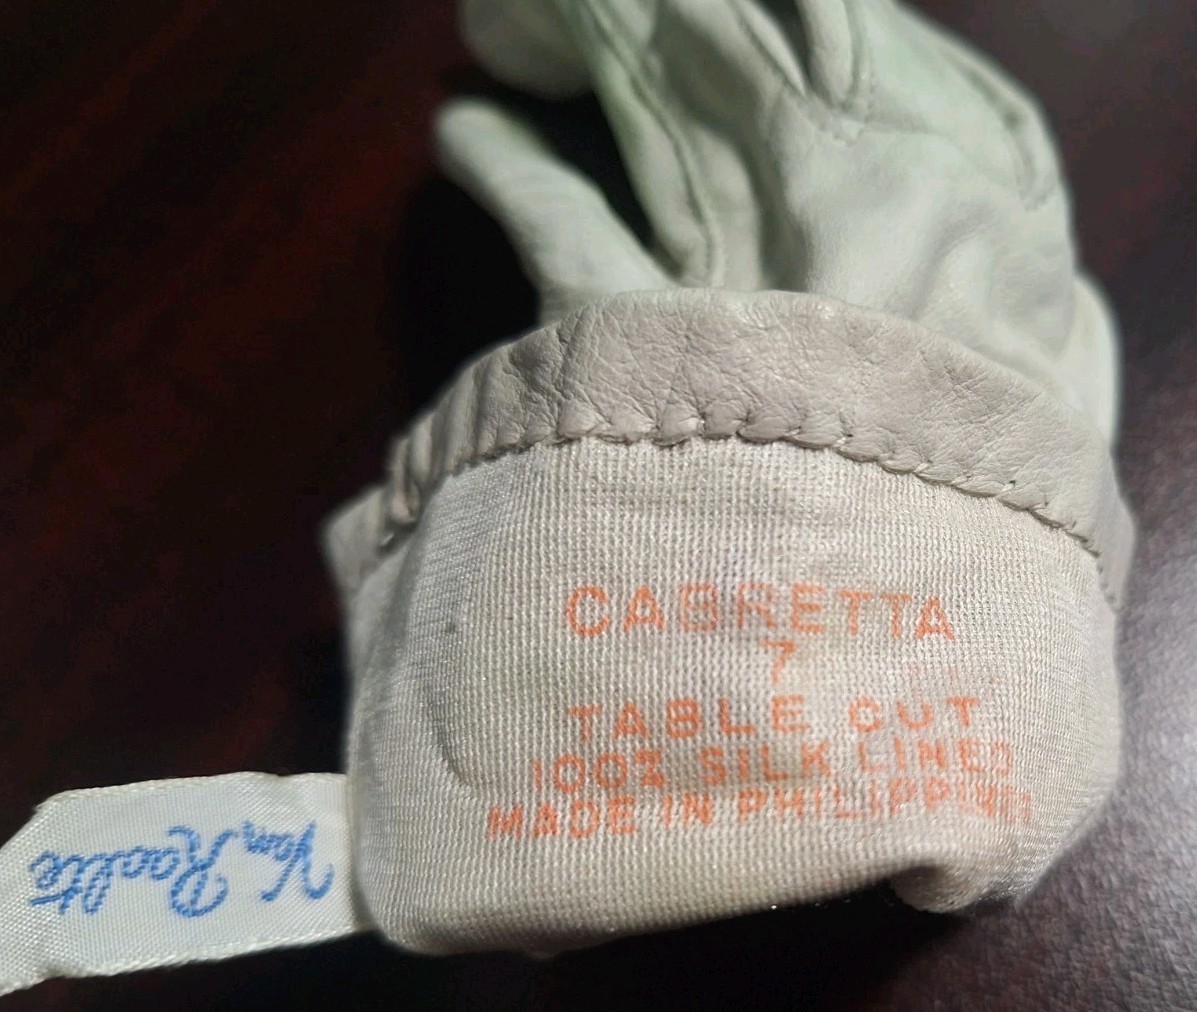 CABRETTA
7
TABLE CUT
100% SILK LINED
MADE IN PHILIPPINES
Van Raalte